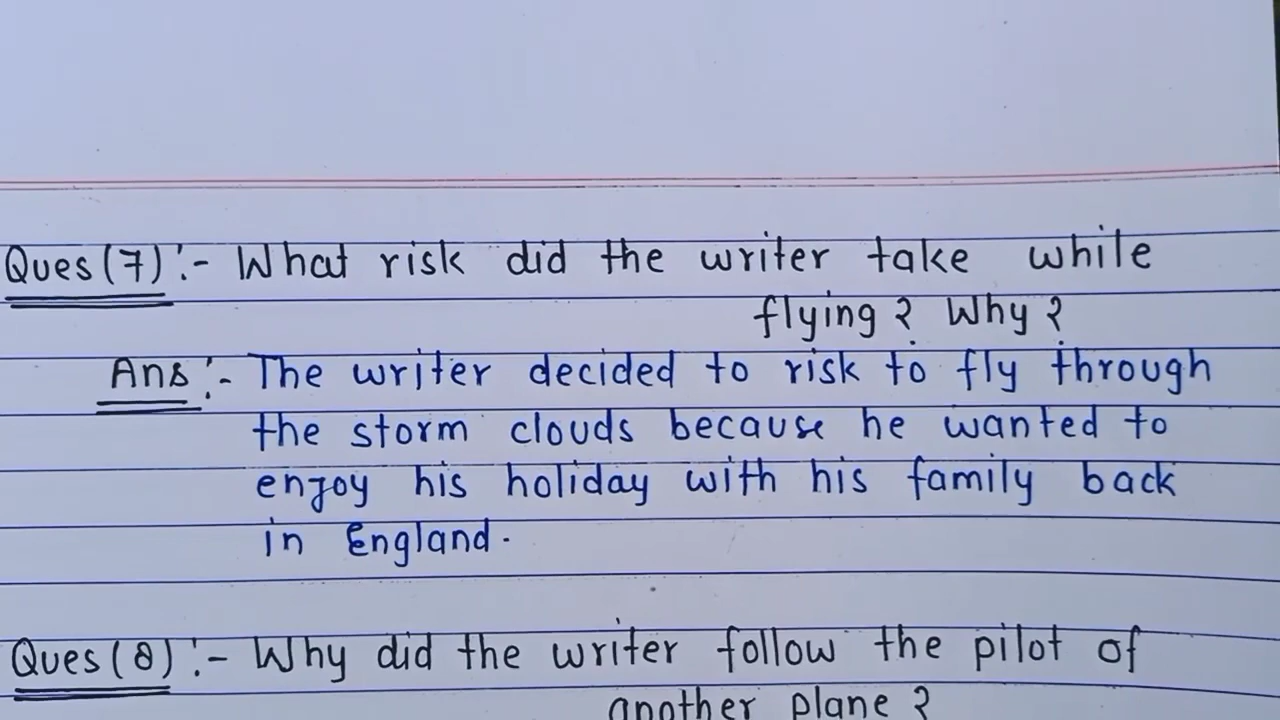 Ques(7):- What risk did the writer take while
flying? Why?
Ans:- The writer decided to risk to fly through
the storm clouds because he wanted to
enjoy his holiday with his family back
in England.
Ques(8):- Why did the writer follow the pilot of
another plane?